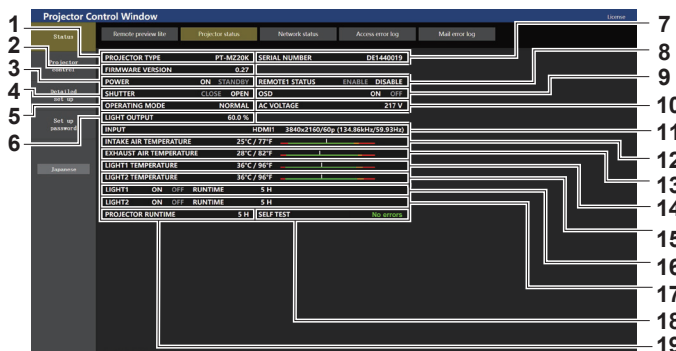 Projector Control Window
License
Status
Remote preview lite
Projector status
Network status
Access error log
Mail error log
Projector control
Detailed set up
Set up password
Japanese
PROJECTOR TYPE PT-MZ20K SERIAL NUMBER DE1440019
FIRMWARE VERSION 0.27
POWER ON STANDBY REMOTE1 STATUS ENABLE DISABLE
SHUTTER CLOSE OPEN OSD ON OFF
OPERATING MODE NORMAL AC VOLTAGE 217 V
LIGHT OUTPUT 60.0 %
INPUT HDMI1 3840x2160/60p (134.86kHz/59.93Hz)
INTAKE AIR TEMPERATURE 25°C / 77°F
EXHAUST AIR TEMPERATURE 28°C / 82°F
LIGHT1 TEMPERATURE 36°C / 96°F
LIGHT2 TEMPERATURE 36°C / 96°F
LIGHT1 ON OFF RUNTIME 5 H
LIGHT2 ON OFF RUNTIME 5 H
PROJECTOR RUNTIME 5 H SELF TEST No errors
1
2
3
4
5
6
7
8
9
10
11
12
13
14
15
16
17
18
19